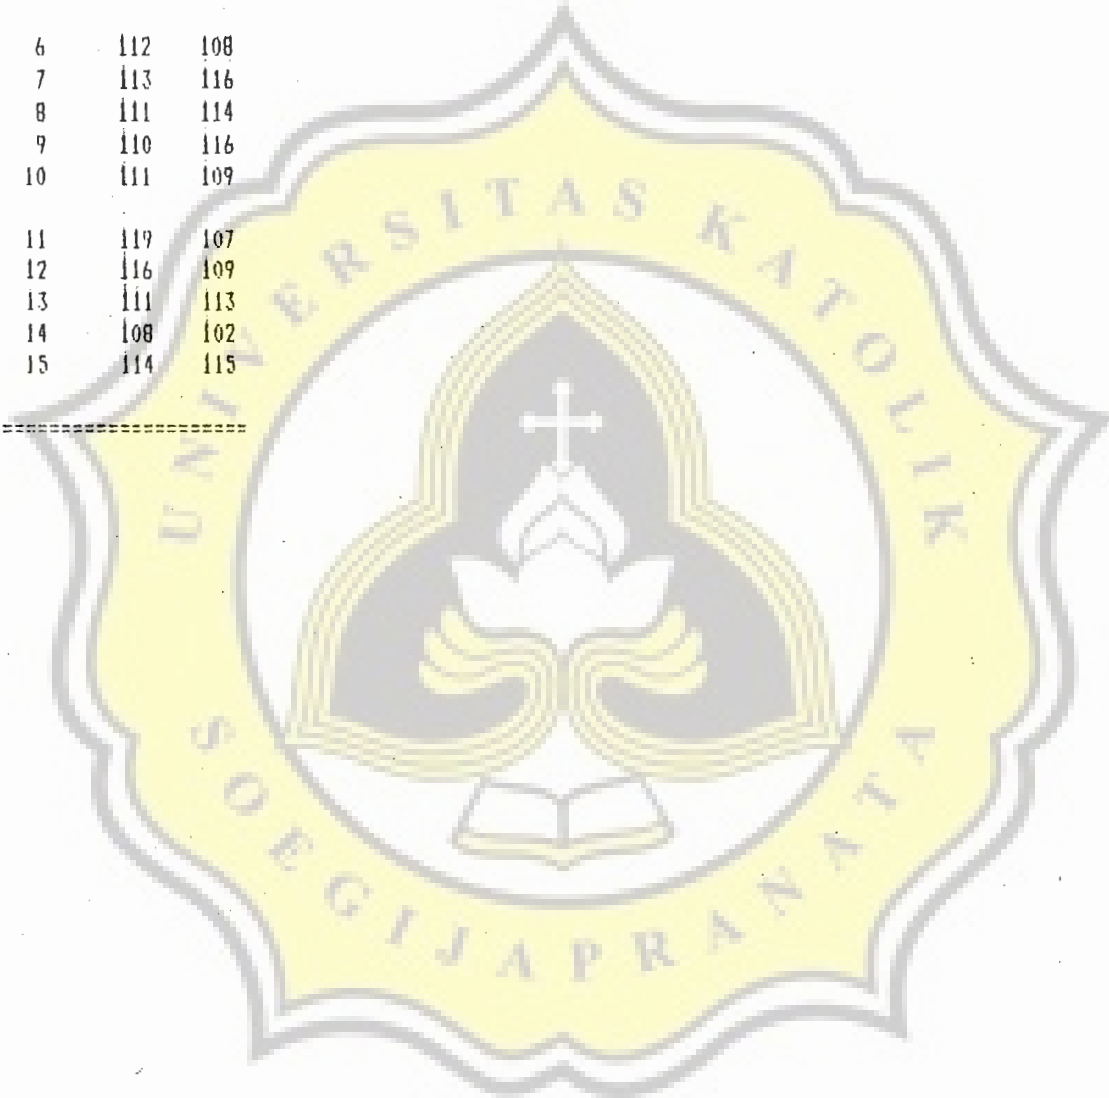 6 112 108
7 113 116
8 111 114
9 110 116
10 111 109
11 119 107
12 116 109
13 111 113
14 108 102
15 114 115
==========================
UNIVERSITAS KATOLIK
SOEGIJAPRANATA